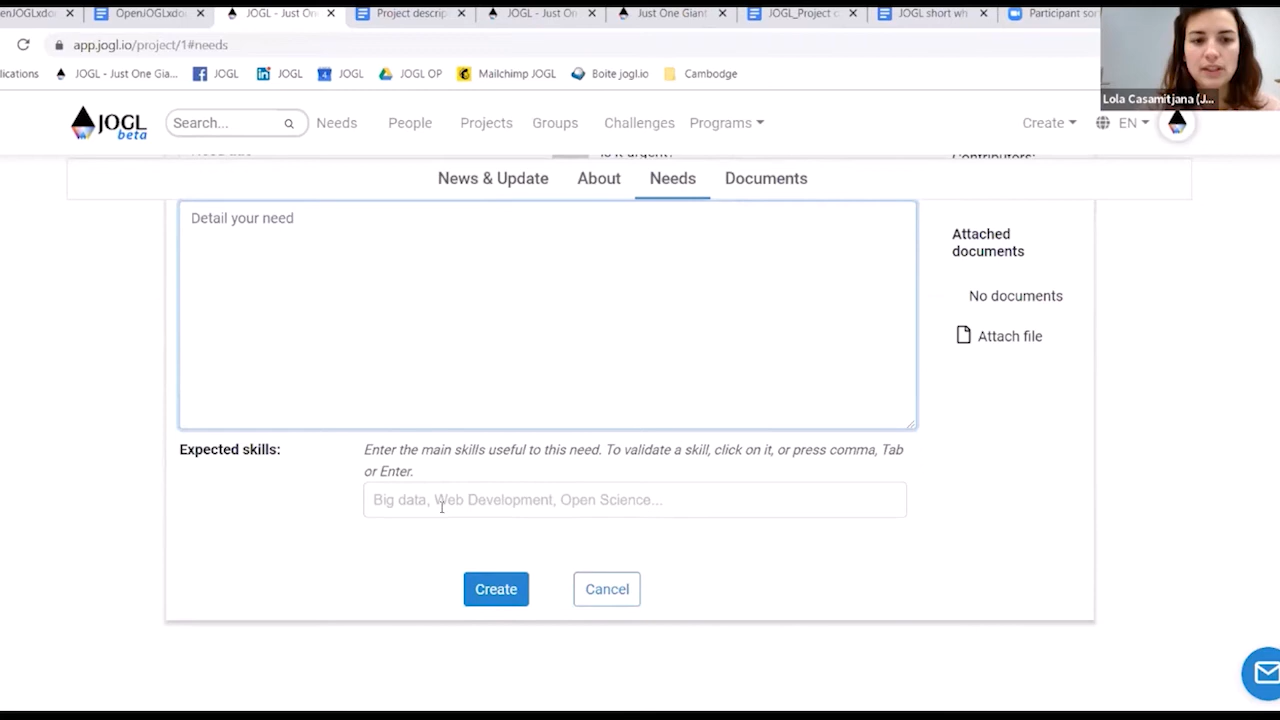 OpenJOGLxdo
JOGL - Just On
Project descrip
JOGL - Just On
Just One Giant
JOGL_Project o
JOGL short wh
Participant sor
app.jogl.io/project/1#needs
lications
JOGL - Just One Gia...
JOGL
JOGL
JOGL
JOGL OP
Mailchimp JOGL
Boite jogl.io
Cambodge
Lola Casamitjana (J...
JOGL
beta
Search...
Needs
People
Projects
Groups
Challenges
Programs
Create
EN
News & Update
About
Needs
Documents
Detail your need
Attached
documents
No documents
Attach file
Expected skills:
Enter the main skills useful to this need. To validate a skill, click on it, or press comma, Tab
or Enter.
Big data, Web Development, Open Science...
Create
Cancel